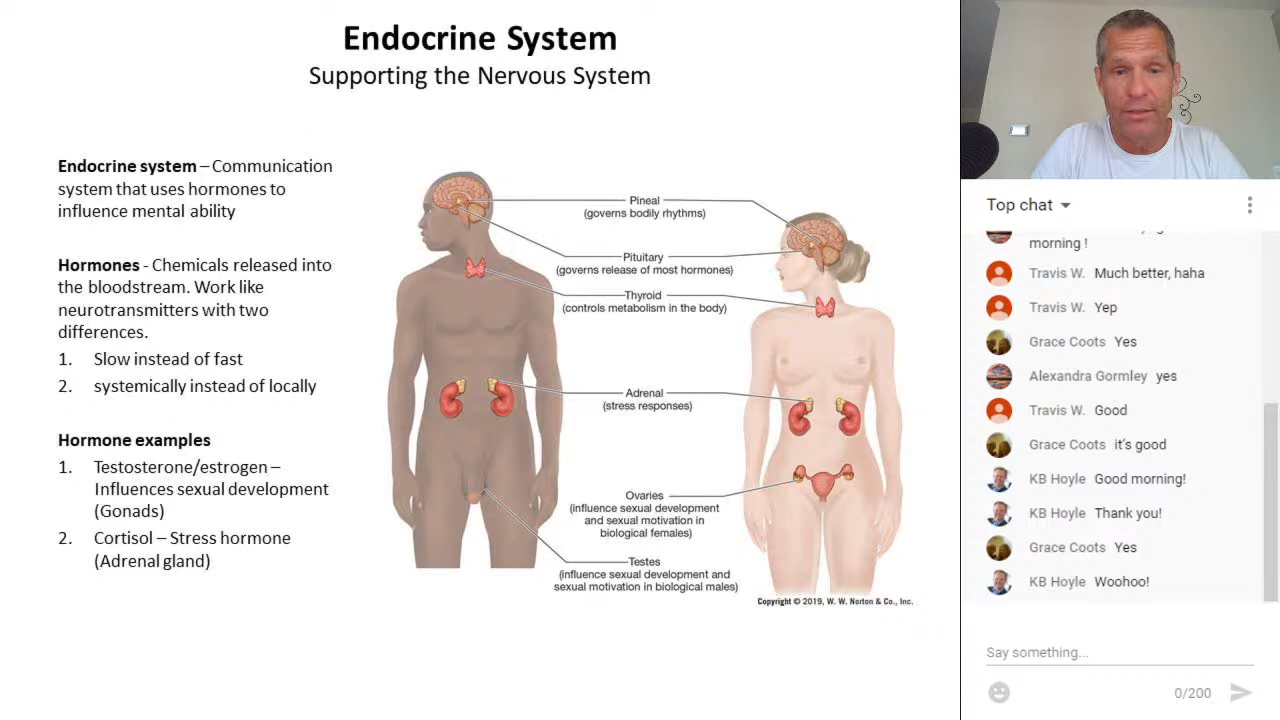 Endocrine System
Supporting the Nervous System
Endocrine system – Communication
system that uses hormones to
influence mental ability
Hormones - Chemicals released into
the bloodstream. Work like
neurotransmitters with two
differences.
1. Slow instead of fast
2. systemically instead of locally
Hormone examples
1. Testosterone/estrogen –
Influences sexual development
(Gonads)
2. Cortisol – Stress hormone
(Adrenal gland)
Pineal
(governs bodily rhythms)
Pituitary
(governs release of most hormones)
Thyroid
(controls metabolism in the body)
Adrenal
(stress responses)
Ovaries
(influence sexual development
and sexual motivation in
biological females)
Testes
(influence sexual development and
sexual motivation in biological males)
Copyright © 2019, W. W. Norton & Co., Inc.
Top chat
morning !
Travis W. Much better, haha
Travis W. Yep
Grace Coots Yes
Alexandra Gormley yes
Travis W. Good
Grace Coots it's good
KB Hoyle Good morning!
KB Hoyle Thank you!
Grace Coots Yes
KB Hoyle Woohoo!
Say something...
0/200